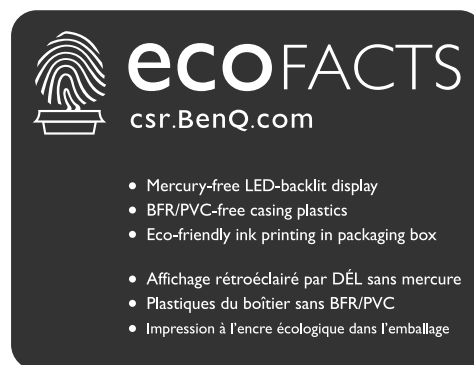 ecoFACTS
csr.BenQ.com
• Mercury-free LED-backlit display
• BFR/PVC-free casing plastics
• Eco-friendly ink printing in packaging box
• Affichage rétroéclairé par DÉL sans mercure
• Plastiques du boîtier sans BFR/PVC
• Impression à l'encre écologique dans l'emballage